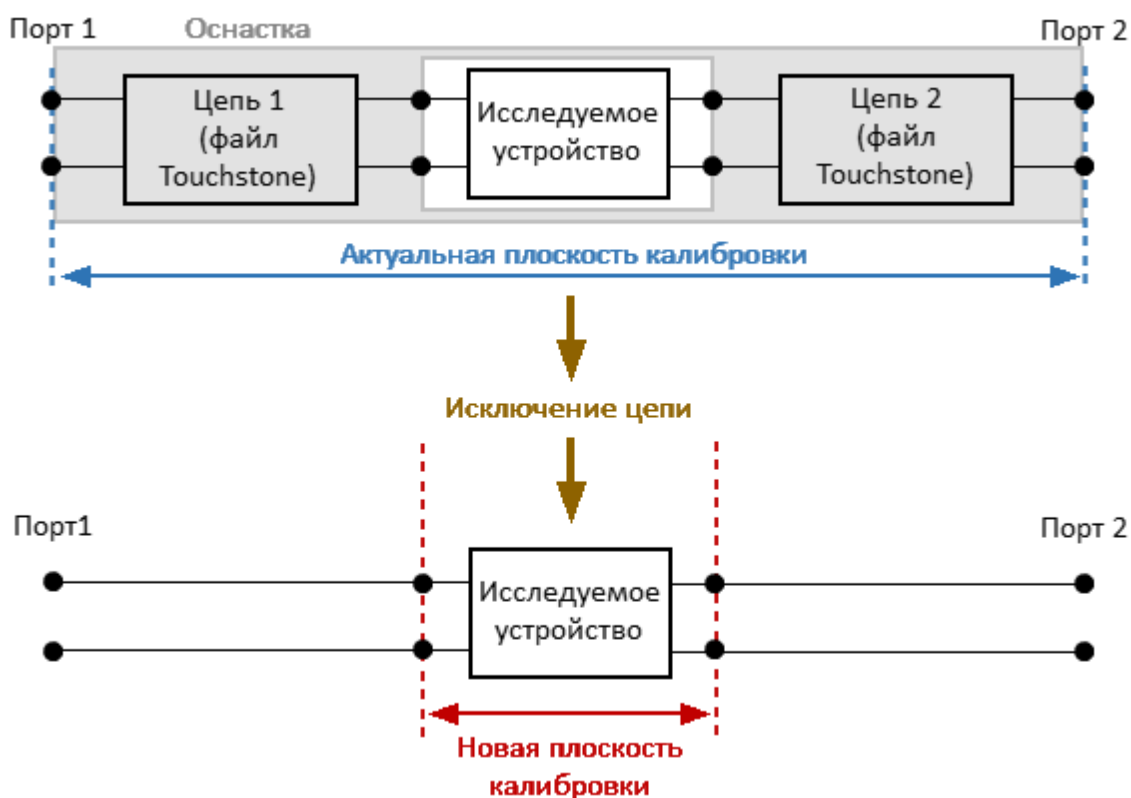 Порт 1
Оснастка
Порт 2
Цепь 1
(файл
Touchstone)
Исследуемое
устройство
Цепь 2
(файл
Touchstone)
Актуальная плоскость калибровки
Исключение цепи
Порт1
Порт 2
Исследуемое
устройство
Новая плоскость
калибровки